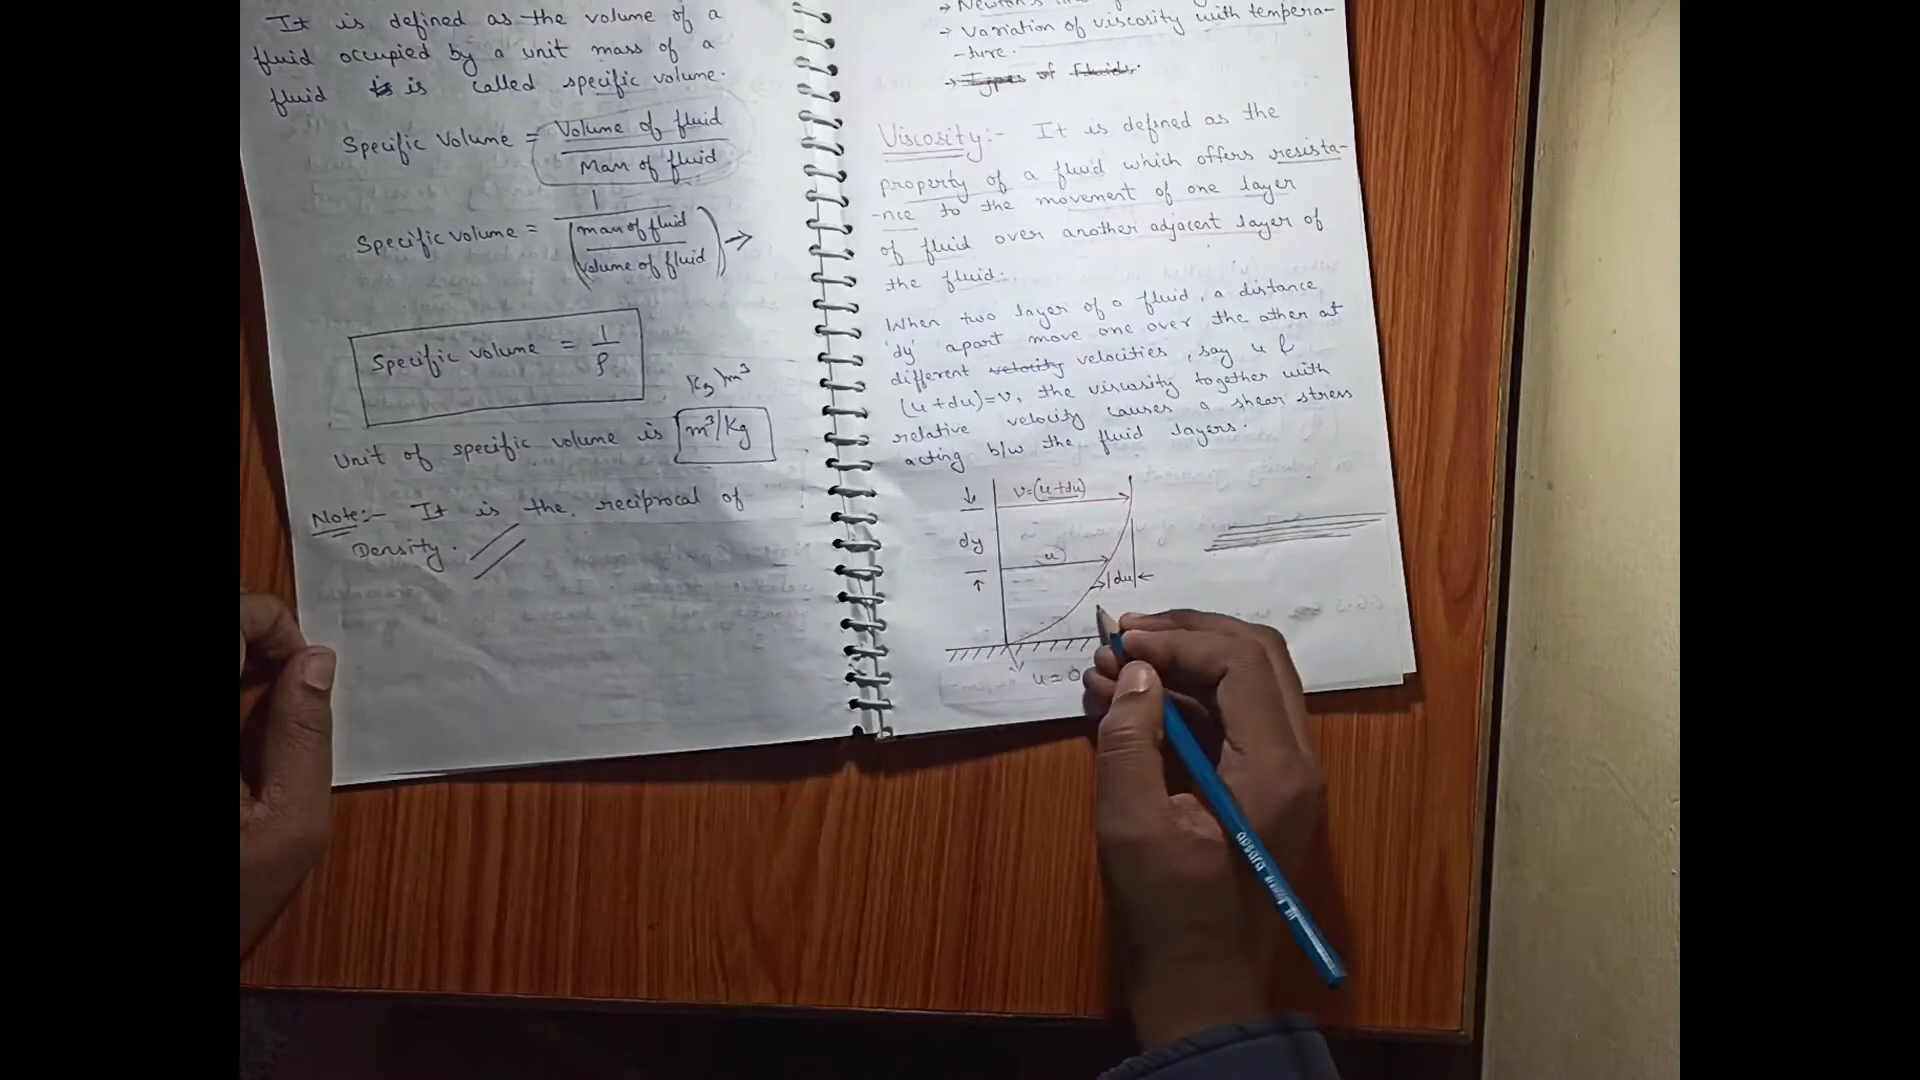 It is defined as the volume of a
fluid occupied by a unit mass of a
fluid is is called specific volume.
Specific Volume = Volume of fluid
Mass of fluid
Specific volume = 1
mass of fluid
volume of fluid
Specific volume = 1
ρ
Kg/m³
Unit of specific volume is m³/Kg
Note:- It is the reciprocal of
Density.
→ Newton's
→ Variation of viscosity with tempera-
-ture.
→ Types of fluids.
Viscosity:- It is defined as the
property of a fluid which offers resista-
-nce to the movement of one layer
of fluid over another adjacent layer of
the fluid.
When two layer of a fluid, a distance
'dy' apart move one over the other at
different velocity velocities, say u &
(u+du)=v, the viscosity together with
relative velocity causes a shear stress
acting b/w the fluid layers.
v=(u+du)
dy
u
du
u=0
apsara